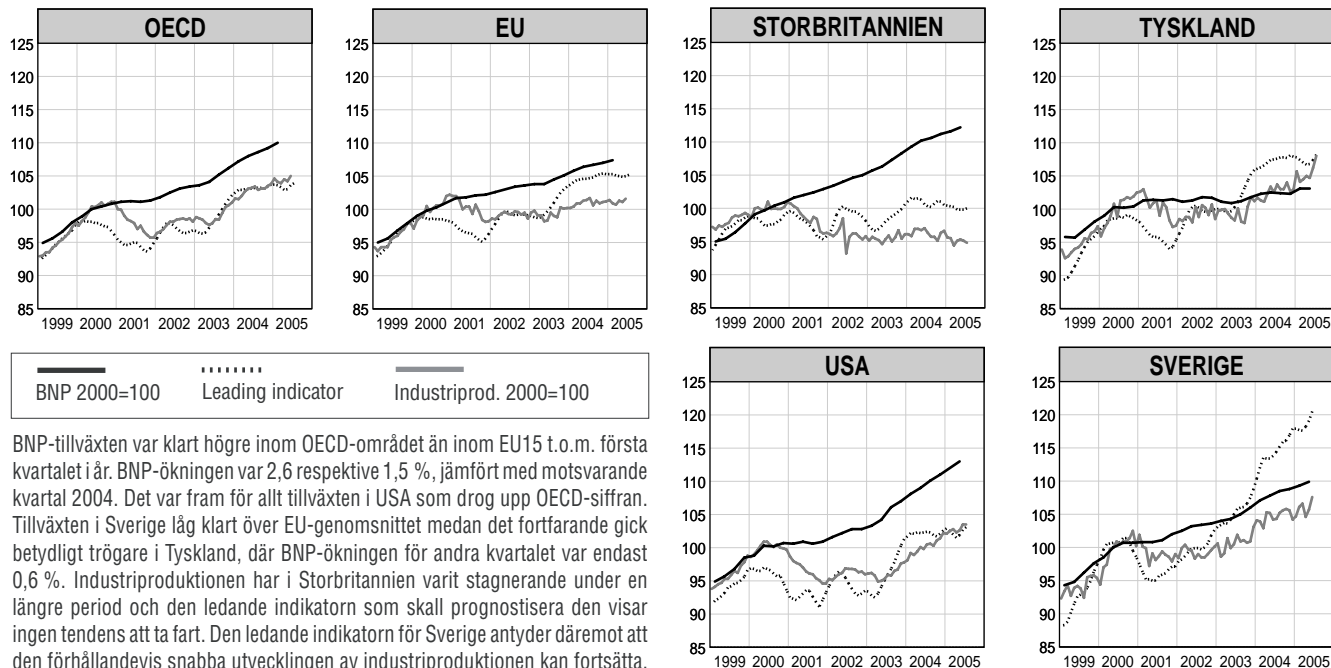 OECD
125
120
115
110
105
100
95
90
85
1999 2000 2001 2002 2003 2004 2005
EU
125
120
115
110
105
100
95
90
85
1999 2000 2001 2002 2003 2004 2005
STORBRITANNIEN
125
120
115
110
105
100
95
90
85
1999 2000 2001 2002 2003 2004 2005
TYSKLAND
125
120
115
110
105
100
95
90
85
1999 2000 2001 2002 2003 2004 2005
BNP 2000=100 Leading indicator Industriprod. 2000=100
BNP-tillväxten var klart högre inom OECD-området än inom EU15 t.o.m. första
kvartalet i år. BNP-ökningen var 2,6 respektive 1,5 %, jämfört med motsvarande
kvartal 2004. Det var fram för allt tillväxten i USA som drog upp OECD-siffran.
Tillväxten i Sverige låg klart över EU-genomsnittet medan det fortfarande gick
betydligt trögare i Tyskland, där BNP-ökningen för andra kvartalet var endast
0,6 %. Industriproduktionen har i Storbritannien varit stagnerande under en
längre period och den ledande indikatorn som skall prognostisera den visar
ingen tendens att ta fart. Den ledande indikatorn för Sverige antyder däremot att
den förhållandevis snabba utvecklingen av industriproduktionen kan fortsätta.
USA
125
120
115
110
105
100
95
90
85
1999 2000 2001 2002 2003 2004 2005
SVERIGE
125
120
115
110
105
100
95
90
85
1999 2000 2001 2002 2003 2004 2005